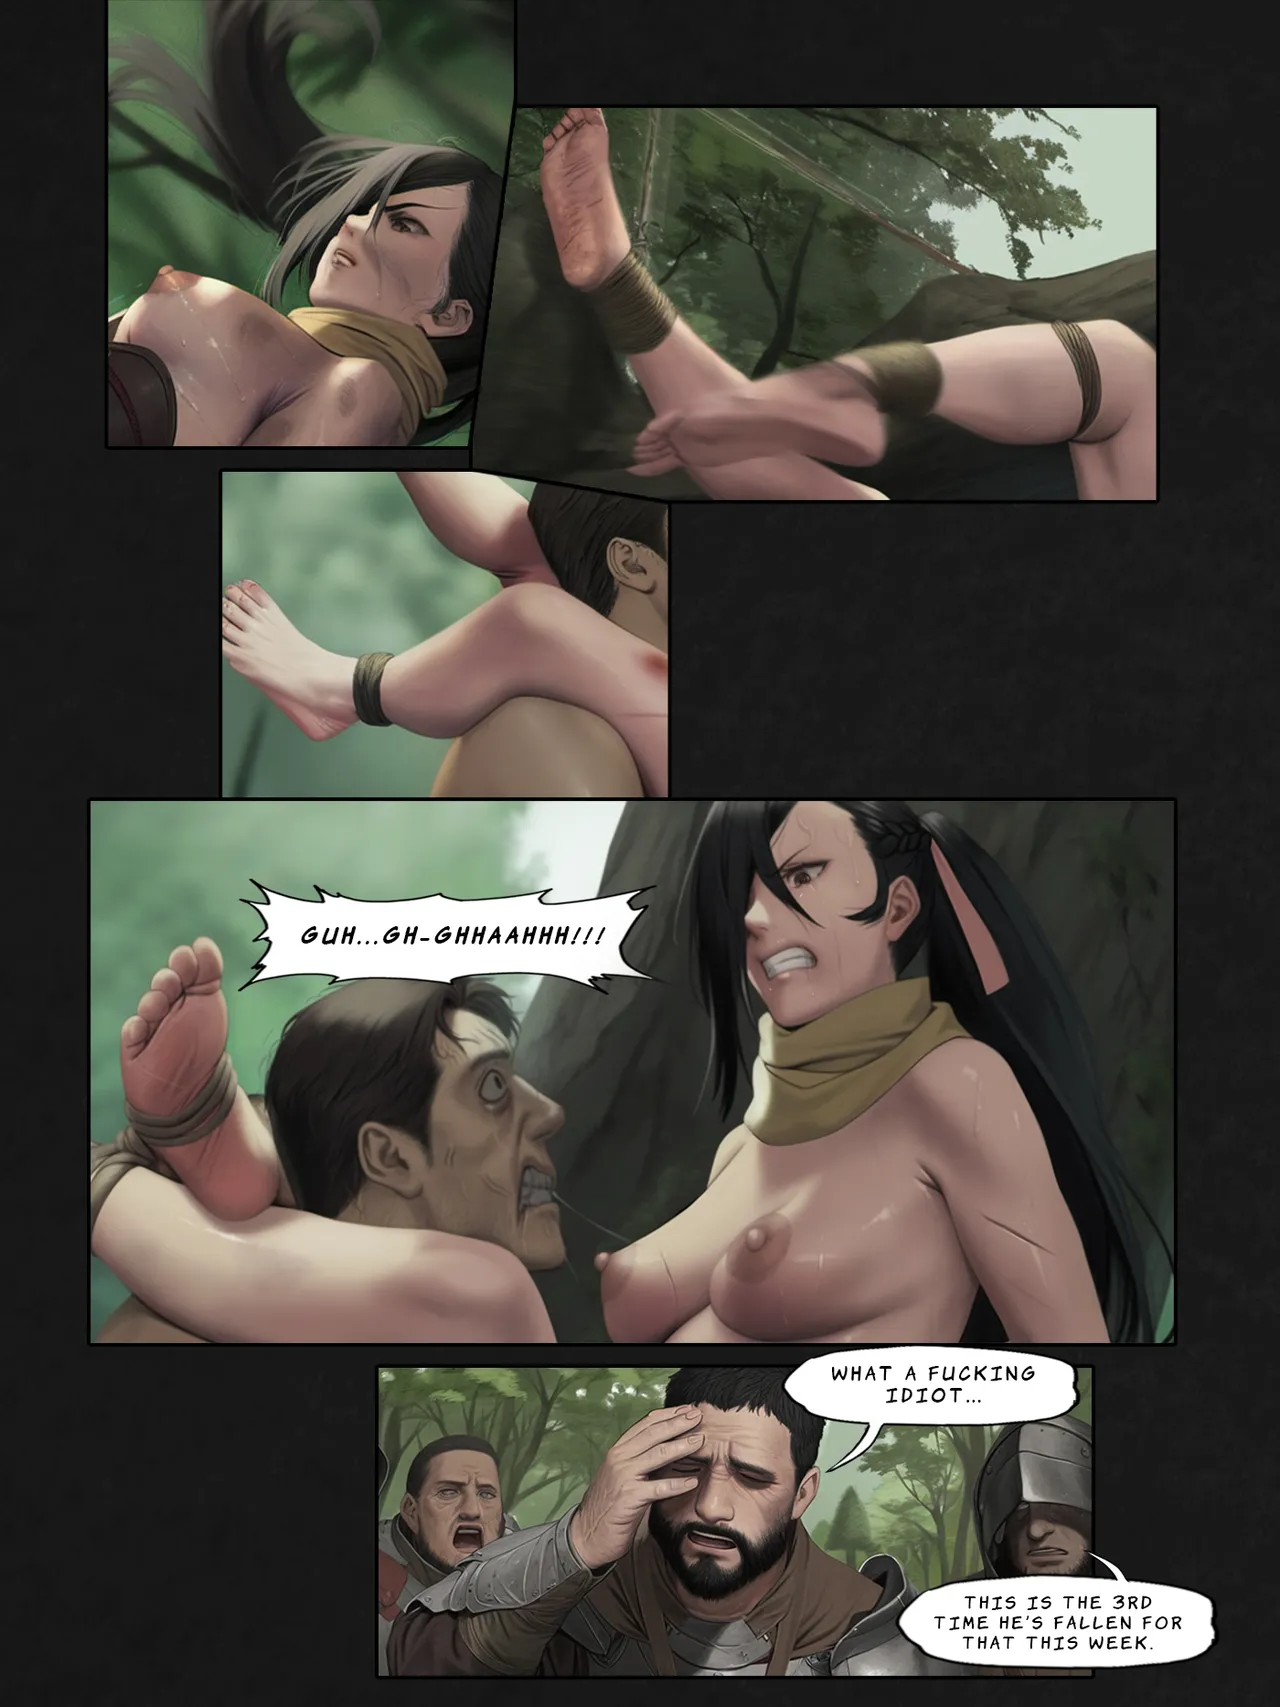 GUH...GH-GHHAAHHH!!!
WHAT A FUCKING
IDIOT...
THIS IS THE 3RD
TIME HE'S FALLEN FOR
THAT THIS WEEK.